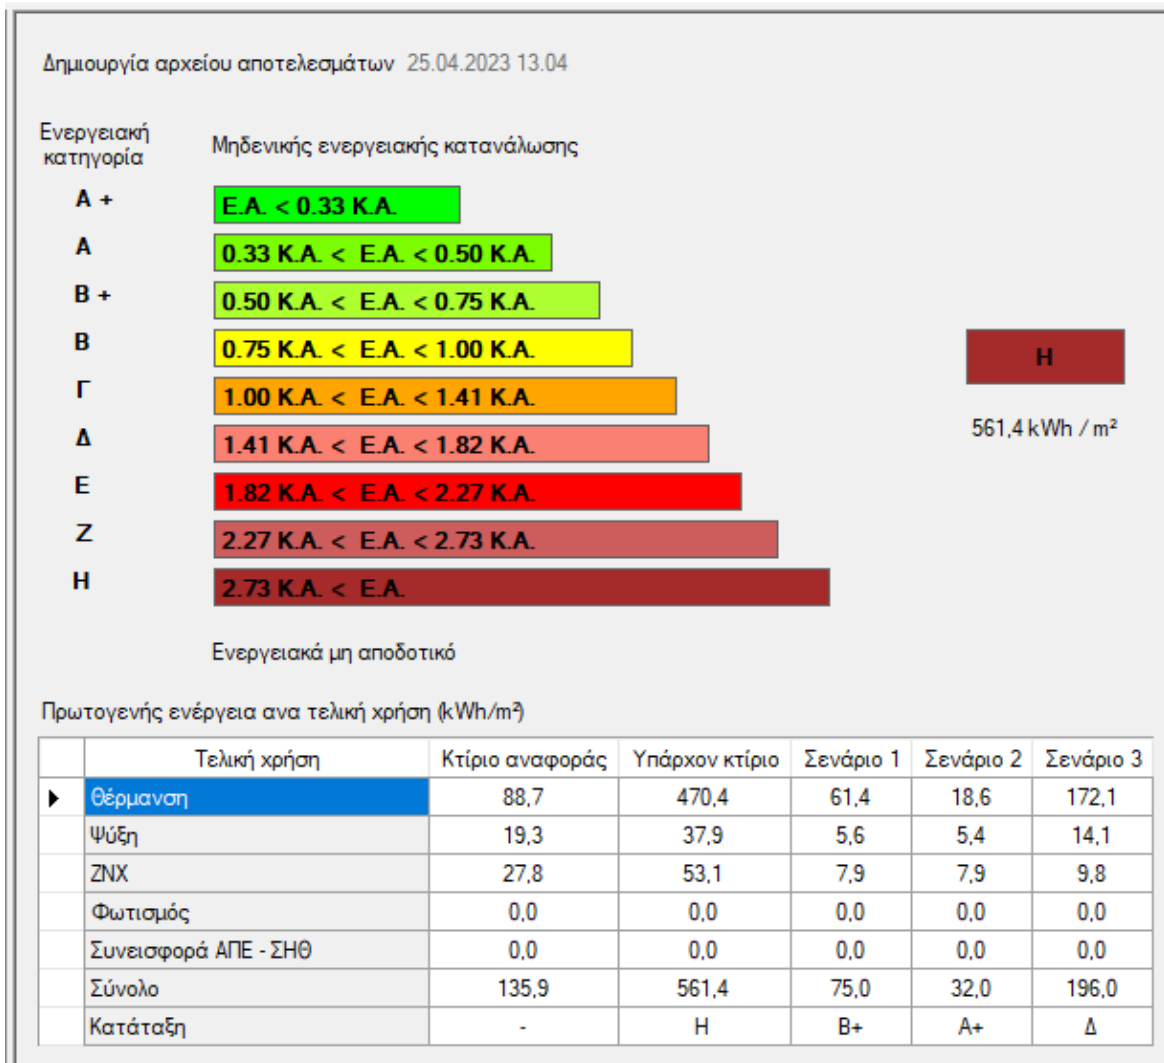 Δημιουργία αρχείου αποτελεσμάτων 25.04.2023 13.04
Ενεργειακή κατηγορία
Μηδενικής ενεργειακής κατανάλωσης
Α + Ε.Α. < 0.33 Κ.Α.
Α 0.33 Κ.Α. < Ε.Α. < 0.50 Κ.Α.
Β + 0.50 Κ.Α. < Ε.Α. < 0.75 Κ.Α.
Β 0.75 Κ.Α. < Ε.Α. < 1.00 Κ.Α.
Γ 1.00 Κ.Α. < Ε.Α. < 1.41 Κ.Α.
Δ 1.41 Κ.Α. < Ε.Α. < 1.82 Κ.Α.
Ε 1.82 Κ.Α. < Ε.Α. < 2.27 Κ.Α.
Ζ 2.27 Κ.Α. < Ε.Α. < 2.73 Κ.Α.
Η 2.73 Κ.Α. < Ε.Α.
Η
561,4 kWh / m²
Ενεργειακά μη αποδοτικό
Πρωτογενής ενέργεια ανα τελική χρήση (kWh/m²)
Τελική χρήση Κτίριο αναφοράς Υπάρχον κτίριο Σενάριο 1 Σενάριο 2 Σενάριο 3
Θέρμανση 88,7 470,4 61,4 18,6 172,1
Ψύξη 19,3 37,9 5,6 5,4 14,1
ΖΝΧ 27,8 53,1 7,9 7,9 9,8
Φωτισμός 0,0 0,0 0,0 0,0 0,0
Συνεισφορά ΑΠΕ - ΣΗΘ 0,0 0,0 0,0 0,0 0,0
Σύνολο 135,9 561,4 75,0 32,0 196,0
Κατάταξη - Η Β+ Α+ Δ